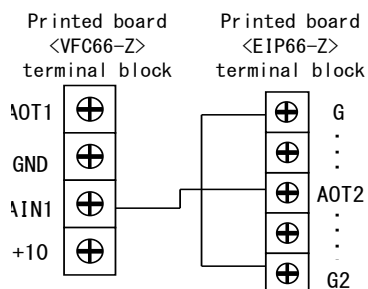 Printed board
<VFC66-Z>
terminal block
AOT1
GND
AIN1
+10
Printed board
<EIP66-Z>
terminal block
G
AOT2
G2